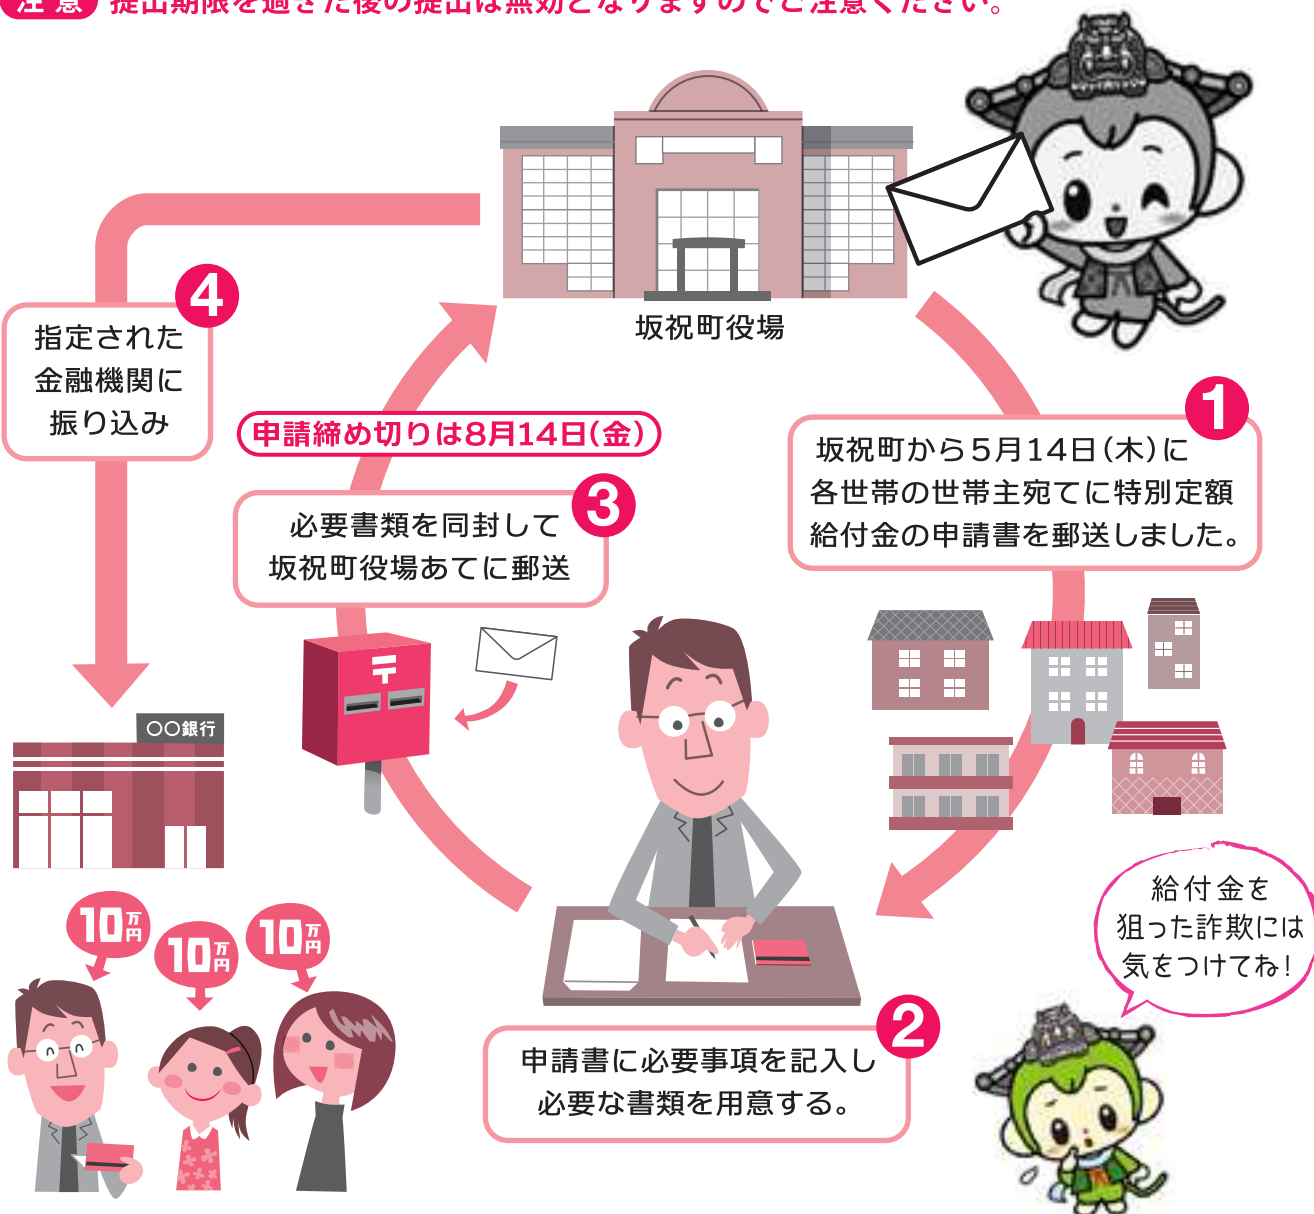 注意 提出期限を過ぎた後の提出は無効となりますのでご注意ください。
坂祝町役場
1
坂祝町から5月14日(木)に
各世帯の世帯主宛てに特別定額
給付金の申請書を郵送しました。
2
申請書に必要事項を記入し
必要な書類を用意する。
申請締め切りは8月14日(金)
3
必要書類を同封して
坂祝町役場あてに郵送
〒
4
指定された
金融機関に
振り込み
○○銀行
10万円
10万円
10万円
給付金を
狙った詐欺には
気をつけてね!